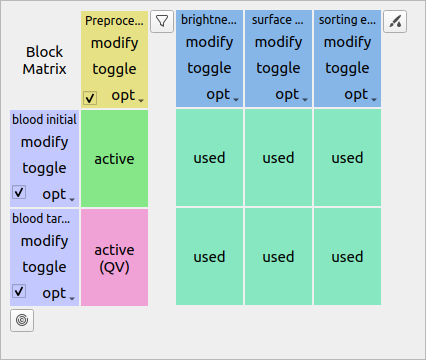 Block
Matrix
Preproce...
modify
toggle
opt
brightne...
modify
toggle
opt
surface ...
modify
toggle
opt
sorting e...
modify
toggle
opt
blood initial
modify
toggle
opt
active
used
used
used
blood tar...
modify
toggle
opt
active
(QV)
used
used
used